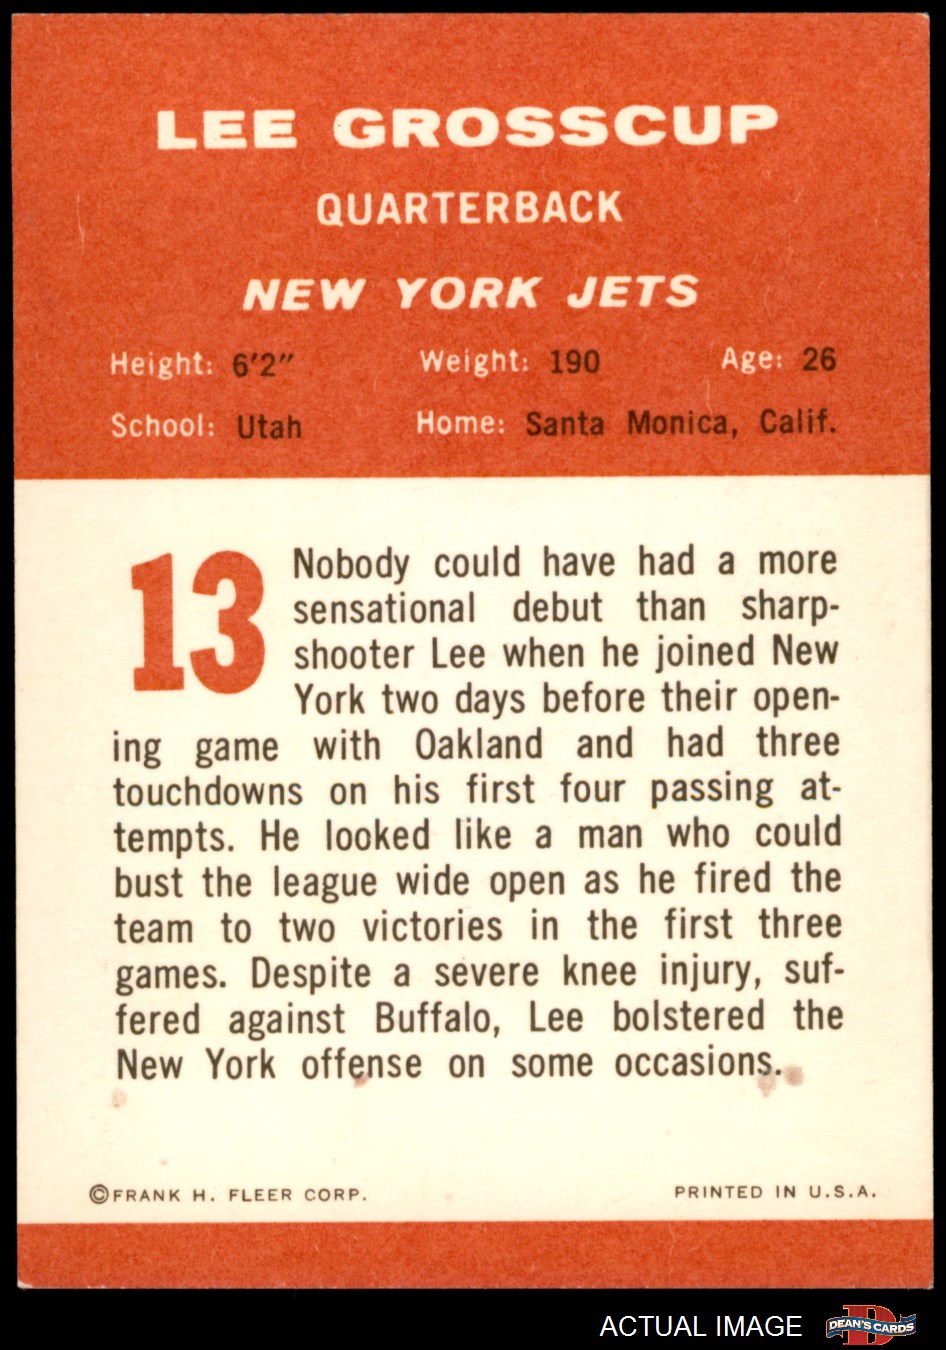 LEE GROSSCUP
QUARTERBACK
NEW YORK JETS
Height: 6'2" Weight: 190 Age: 26
School: Utah Home: Santa Monica, Calif.
13
Nobody could have had a more
sensational debut than sharp-
shooter Lee when he joined New
York two days before their open-
ing game with Oakland and had three
touchdowns on his first four passing at-
tempts. He looked like a man who could
bust the league wide open as he fired the
team to two victories in the first three
games. Despite a severe knee injury, suf-
fered against Buffalo, Lee bolstered the
New York offense on some occasions.
©FRANK H. FLEER CORP. PRINTED IN U.S.A.
ACTUAL IMAGE DEAN'S CARDS